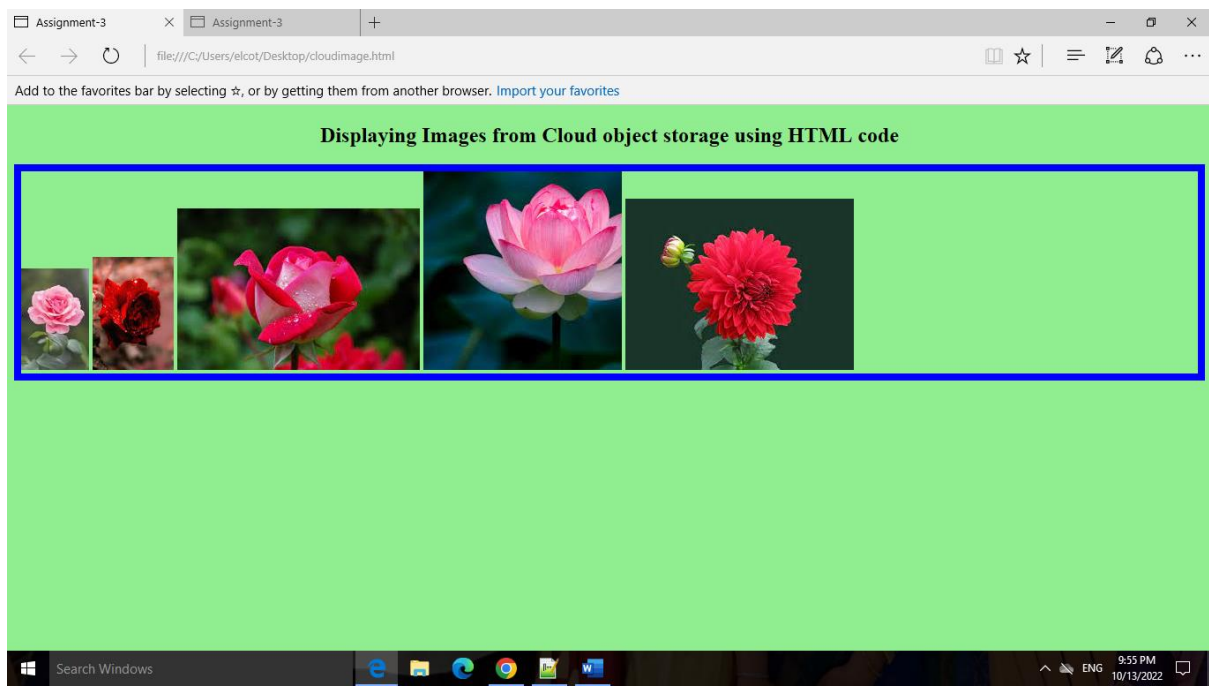 Assignment-3
Assignment-3
file:///C:/Users/elcot/Desktop/cloudimage.html
Add to the favorites bar by selecting ☆, or by getting them from another browser. Import your favorites
Displaying Images from Cloud object storage using HTML code
Search Windows
ENG
9:55 PM
10/13/2022